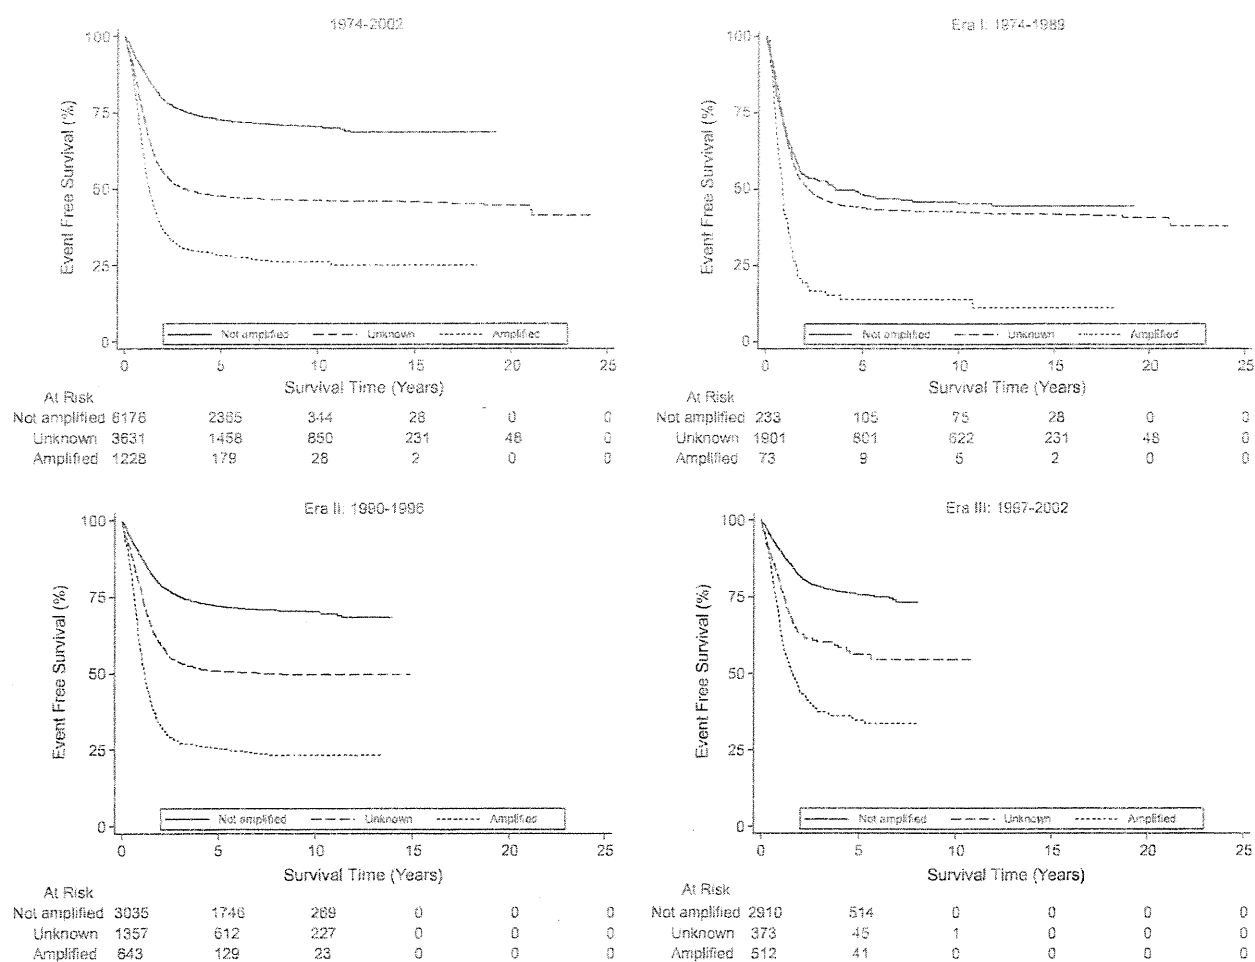 1974-2002
100
75
50
25
0
Event Free Survival (%)
Not amplified Unknown Amplified
0 5 10 15 20 25
Survival Time (Years)
At Risk
Not amplified 6176 2365 344 28 0 0
Unknown 3631 1458 850 231 48 0
Amplified 1228 179 28 2 0 0
Era I: 1974-1989
100
75
50
25
0
Event Free Survival (%)
Not amplified Unknown Amplified
0 5 10 15 20 25
Survival Time (Years)
At Risk
Not amplified 233 105 75 28 0 0
Unknown 1901 801 622 231 48 0
Amplified 73 9 5 2 0 0
Era II: 1990-1996
100
75
50
25
0
Event Free Survival (%)
Not amplified Unknown Amplified
0 5 10 15 20 25
Survival Time (Years)
At Risk
Not amplified 3035 1746 269 0 0 0
Unknown 1357 612 227 0 0 0
Amplified 643 129 23 0 0 0
Era III: 1997-2002
100
75
50
25
0
Event Free Survival (%)
Not amplified Unknown Amplified
0 5 10 15 20 25
Survival Time (Years)
At Risk
Not amplified 2910 514 0 0 0 0
Unknown 373 45 1 0 0 0
Amplified 512 41 0 0 0 0